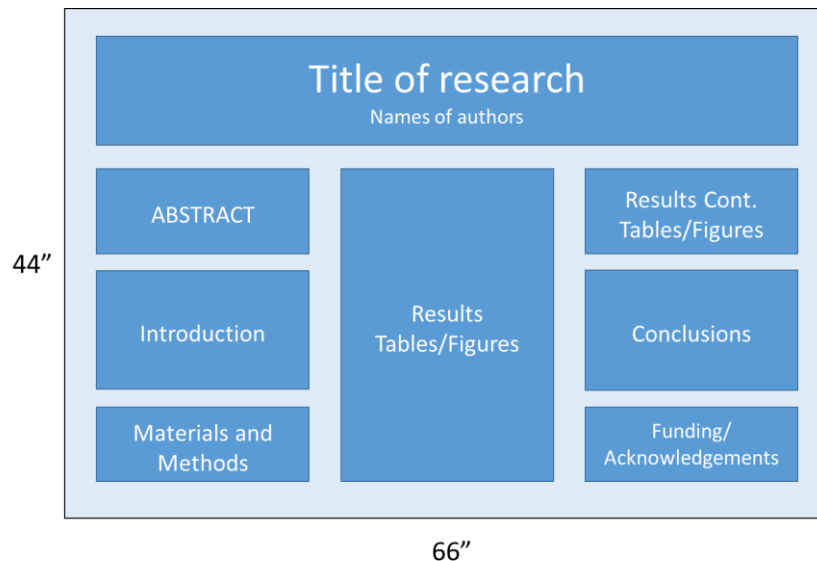 Title of research
Names of authors
ABSTRACT
Introduction
Materials and
Methods
Results
Tables/Figures
Results Cont.
Tables/Figures
Conclusions
Funding/
Acknowledgements
44”
66”